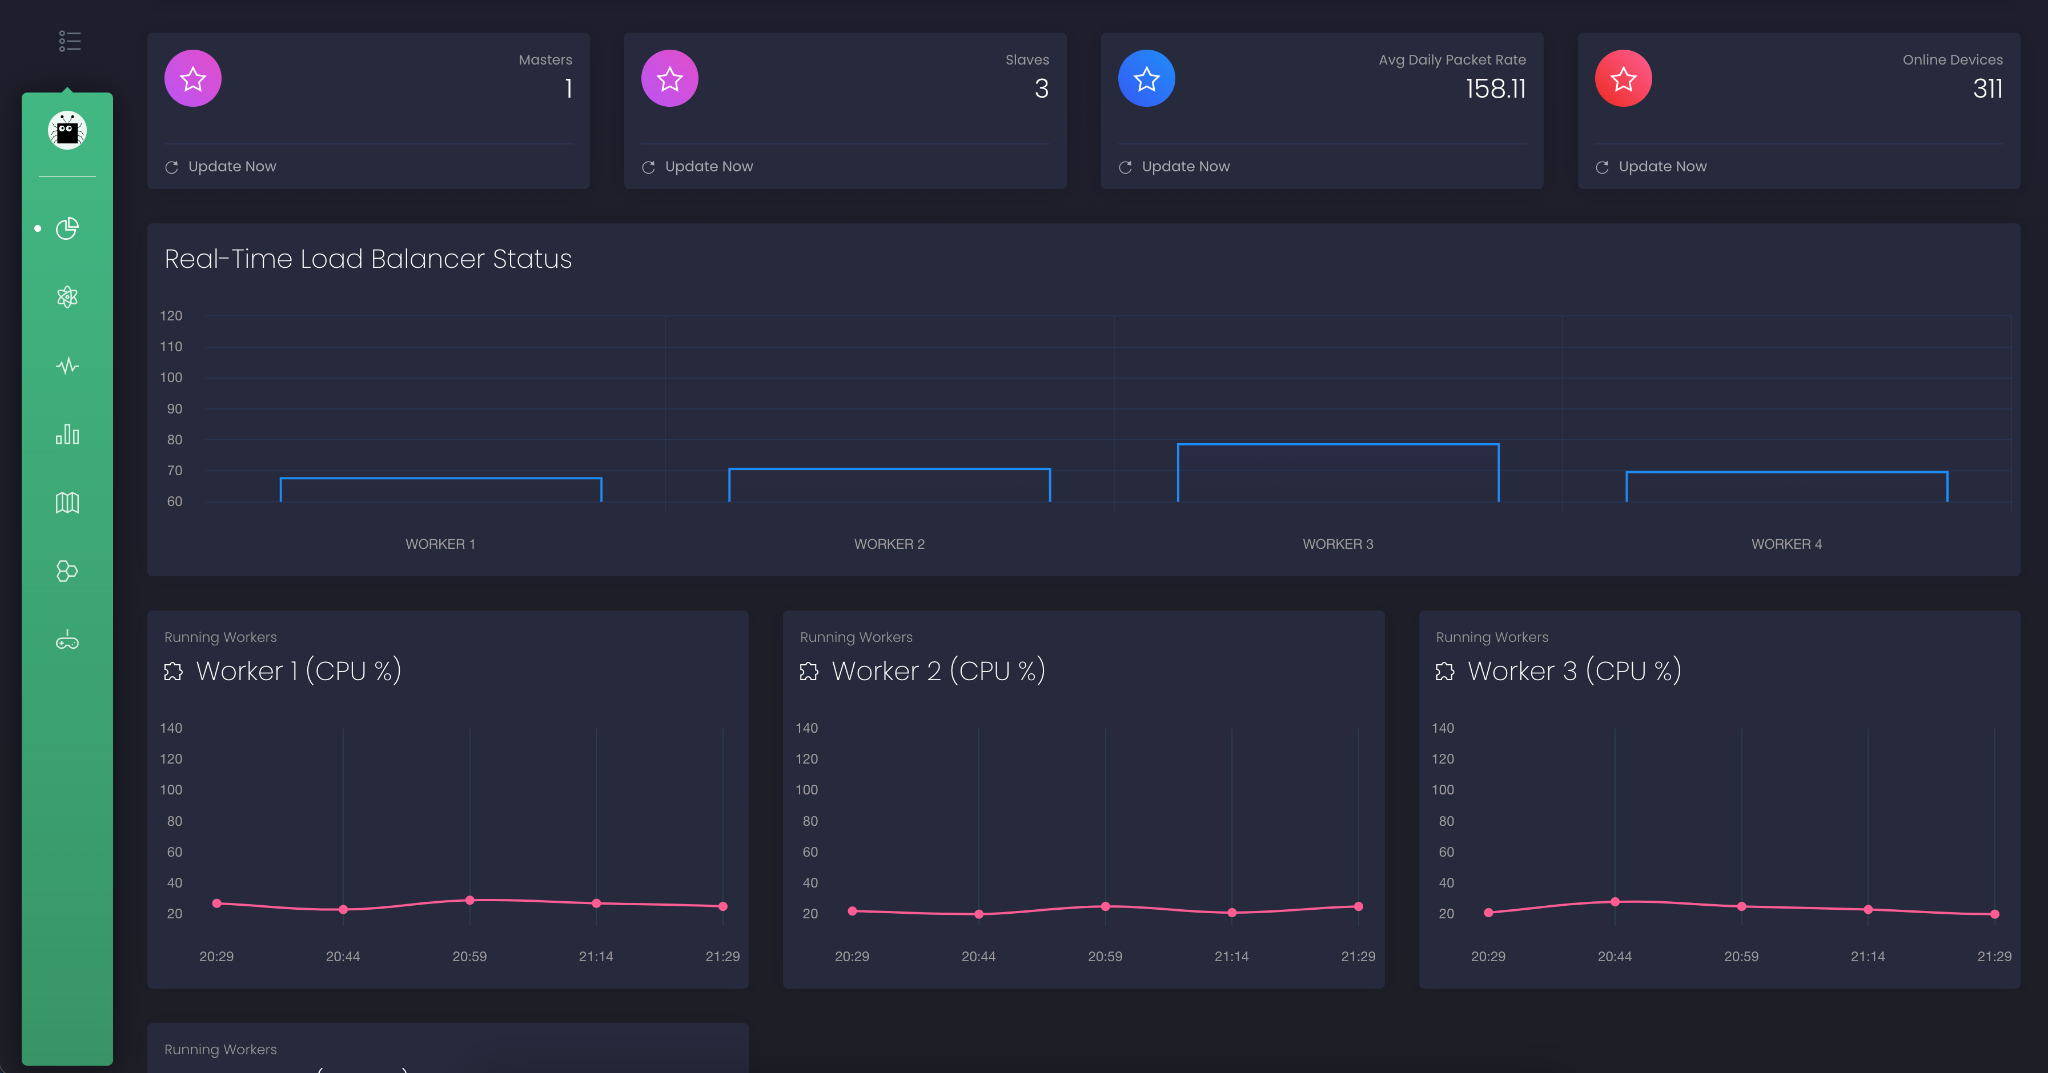 Masters
1
Update Now
Slaves
3
Update Now
Avg Daily Packet Rate
158.11
Update Now
Online Devices
311
Update Now
Real-Time Load Balancer Status
120
110
100
90
80
70
60
WORKER 1
WORKER 2
WORKER 3
WORKER 4
Running Workers
Worker 1 (CPU %)
140
120
100
80
60
40
20
20:29
20:44
20:59
21:14
21:29
Running Workers
Worker 2 (CPU %)
140
120
100
80
60
40
20
20:29
20:44
20:59
21:14
21:29
Running Workers
Worker 3 (CPU %)
140
120
100
80
60
40
20
20:29
20:44
20:59
21:14
21:29
Running Workers